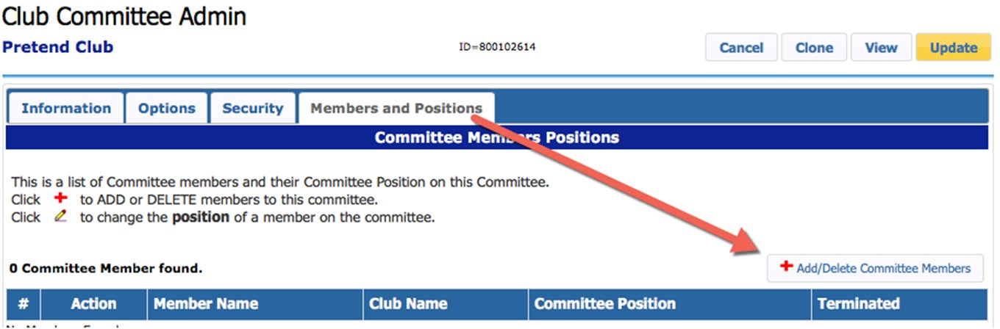 Club Committee Admin
Pretend Club ID=800102614 Cancel Clone View Update
Information Options Security Members and Positions
Committee Members Positions
This is a list of Committee members and their Committee Position on this Committee.
Click to ADD or DELETE members to this committee.
Click to change the position of a member on the committee.
0 Committee Member found. Add/Delete Committee Members
# Action Member Name Club Name Committee Position Terminated